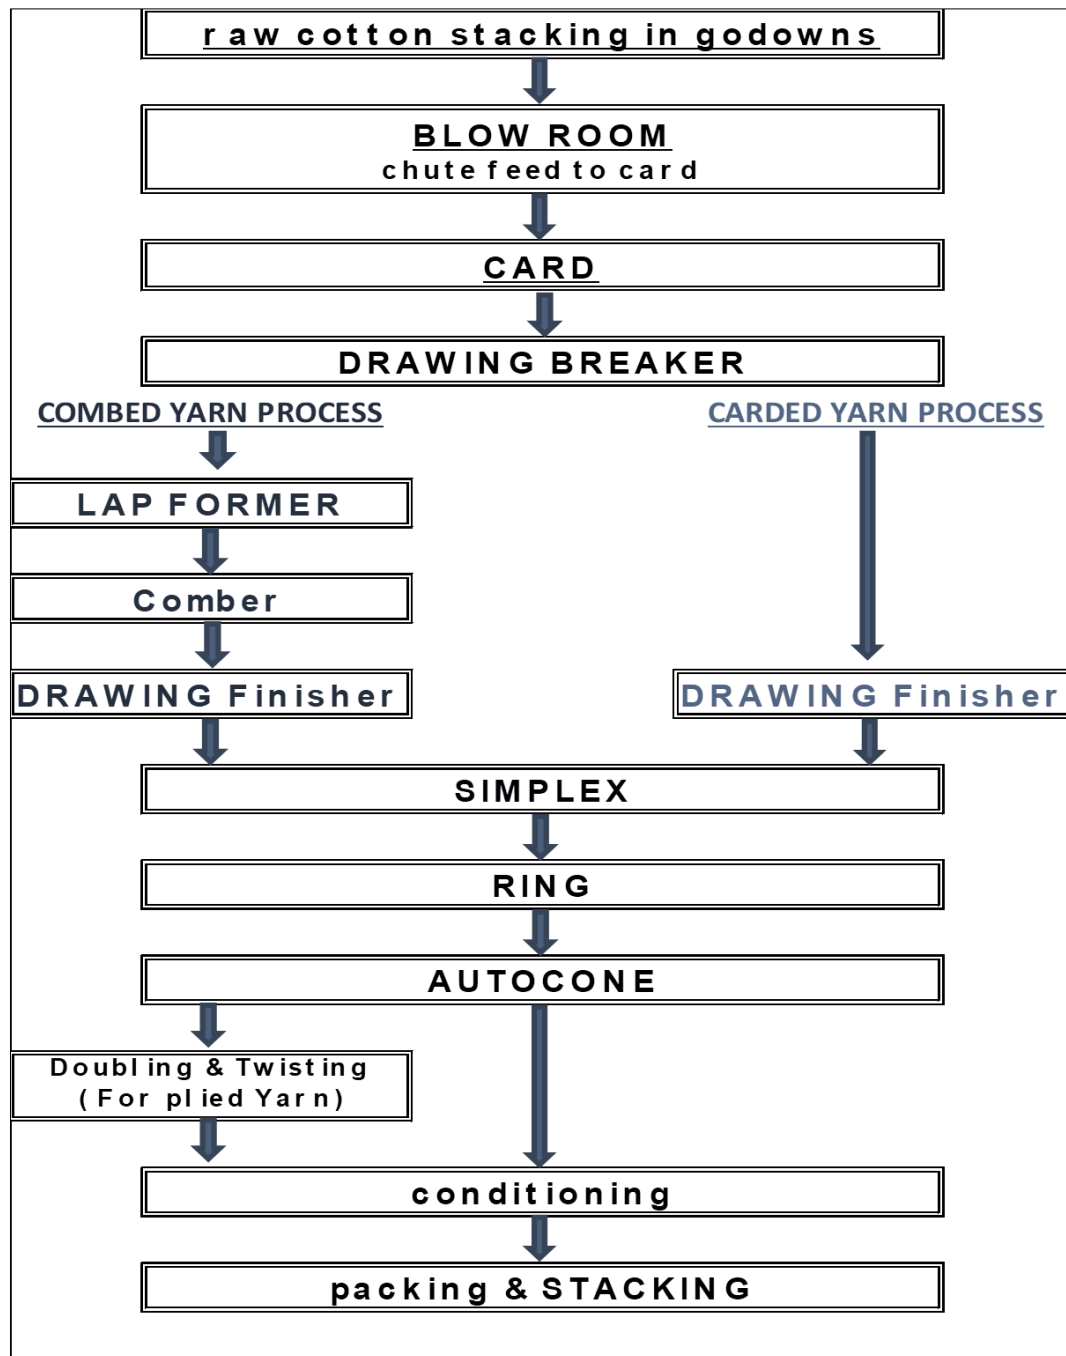 raw cotton stacking in godowns
BLOW ROOM
chute feed to card
CARD
DRAWING BREAKER
COMBED YARN PROCESS
CARDED YARN PROCESS
LAP FORMER
Comber
DRAWING Finisher
DRAWING Finisher
SIMPLEX
RING
AUTOCONE
Doubling & Twisting
(For plied Yarn)
conditioning
packing & STACKING